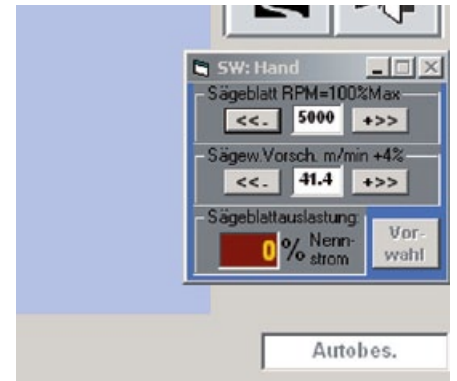 SW: Hand
Sägeblatt RPM=100%Max
<<- 5000 +>>
Sägew.Vorsch. m/min +4%
<<- 41.4 +>>
Sägeblattauslastung:
0 % Nenn-
strom
Vor-
wahl
Autobes.